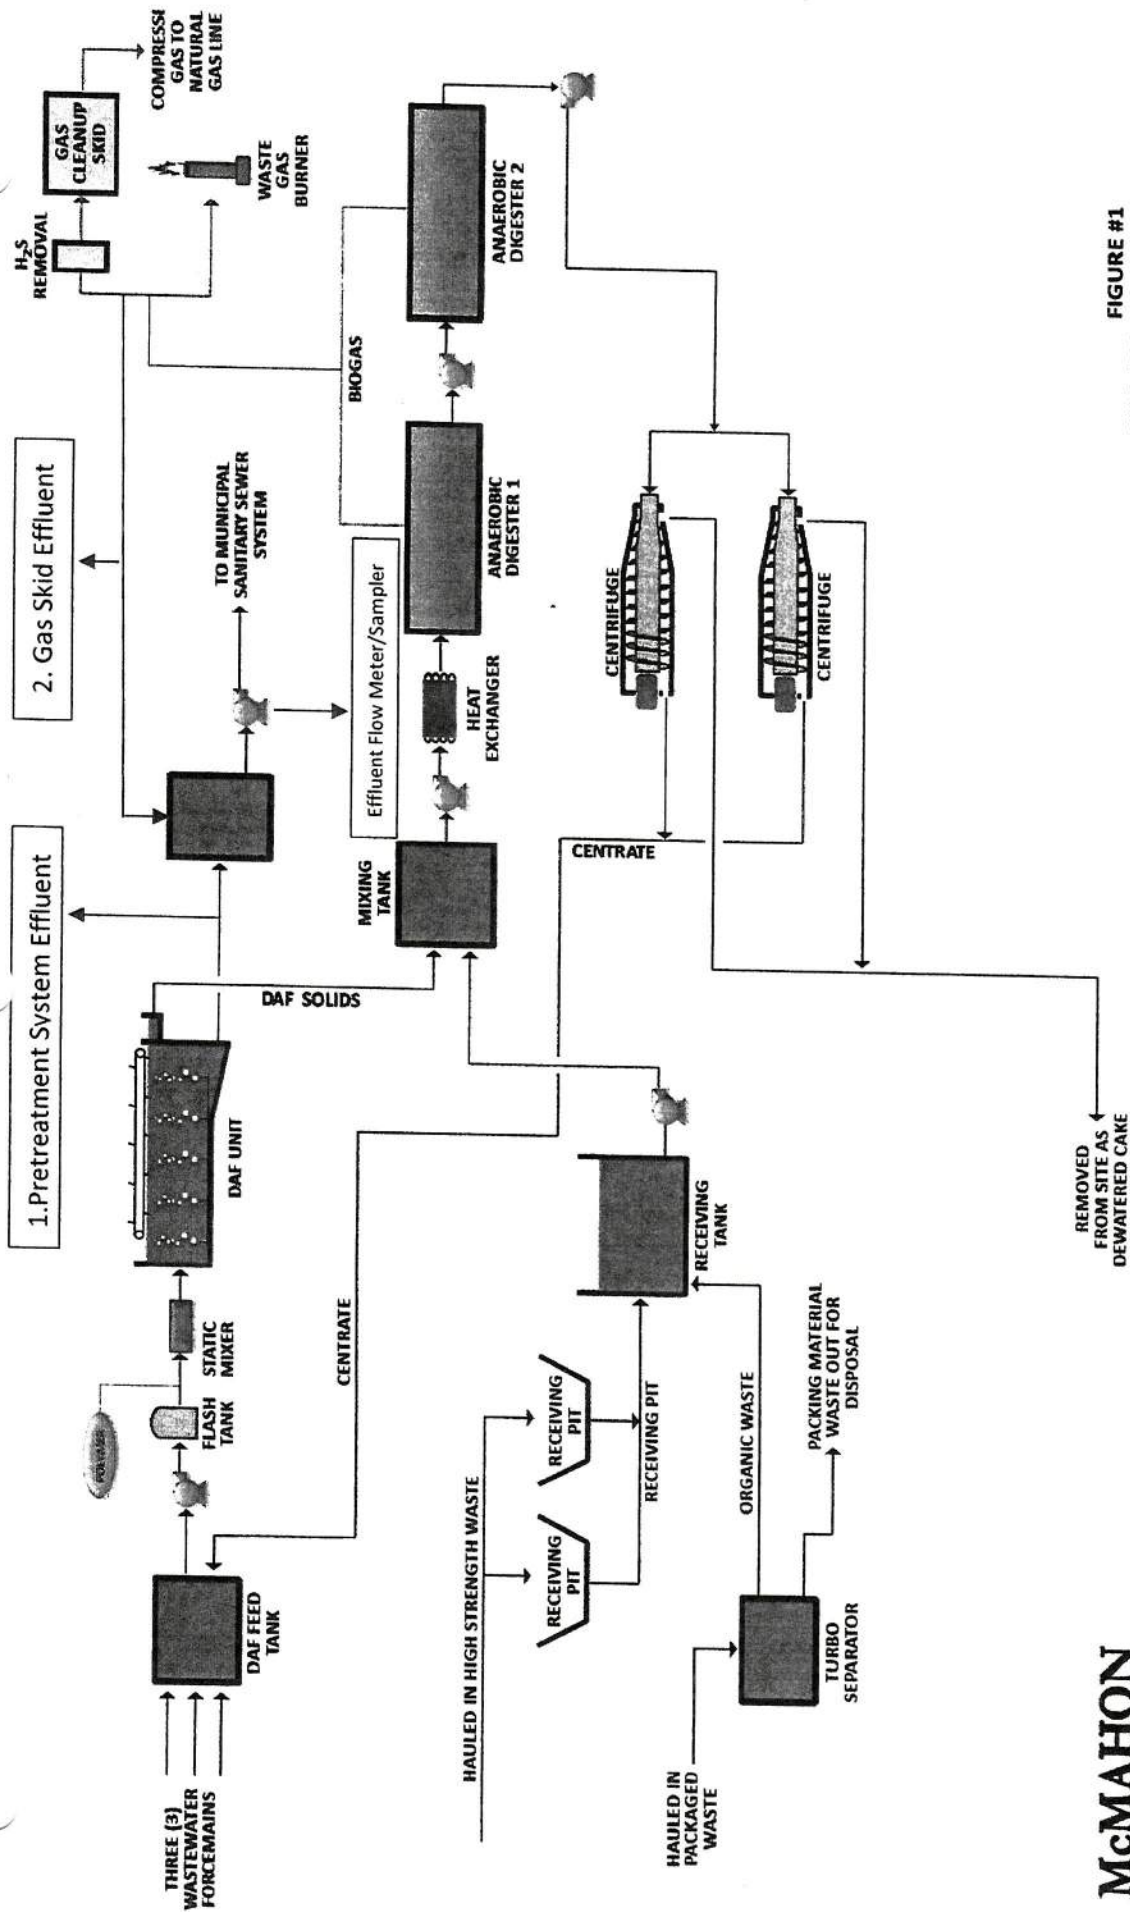 1.Pretreatment System Effluent
2. Gas Skid Effluent
H2S
REMOVAL
GAS
CLEANUP
SKID
COMPRESSI
GAS TO
NATURAL
GAS LINE
WASTE
GAS
BURNER
POLYMER
FLASH
TANK
STATIC
MIXER
DAF UNIT
THREE (3)
WASTEWATER
FORCEMAINS
DAF FEED
TANK
TO MUNICIPAL
SANITARY SEWER
SYSTEM
DAF SOLIDS
Effluent Flow Meter/Sampler
BIOGAS
MIXING
TANK
HEAT
EXCHANGER
ANAEROBIC
DIGESTER 1
ANAEROBIC
DIGESTER 2
CENTRATE
CENTRATE
CENTRIFUGE
CENTRIFUGE
HAULED IN HIGH STRENGTH WASTE
RECEIVING
PIT
RECEIVING
PIT
RECEIVING PIT
RECEIVING
TANK
ORGANIC WASTE
HAULED IN
PACKAGED
WASTE
TURBO
SEPARATOR
PACKING MATERIAL
WASTE OUT FOR
DISPOSAL
REMOVED
FROM SITE AS
DEWATERED CAKE
McMAHON
FIGURE #1